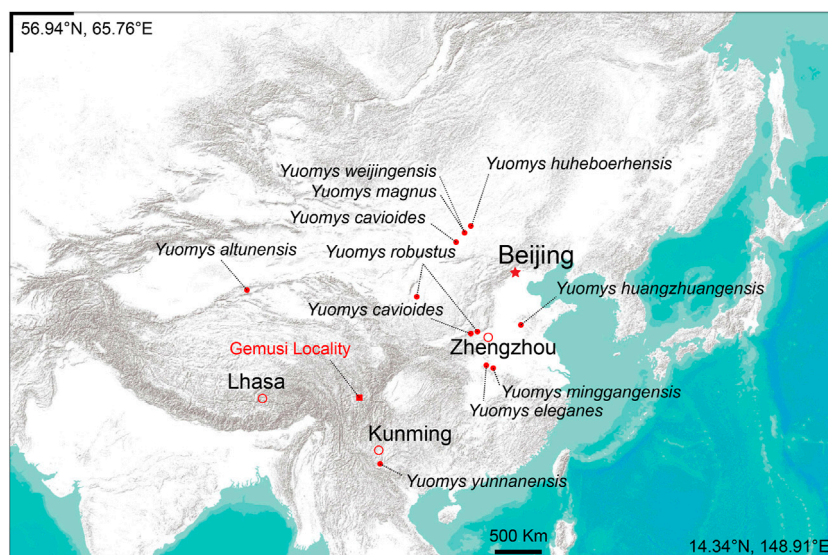 56.94°N, 65.76°E
Yuomys weijingensis
Yuomys huheboerhensis
Yuomys magnus
Yuomys cavioides
Yuomys altunensis
Yuomys robustus
Beijing
Yuomys huangzhuangensis
Yuomys cavioides
Gemusi Locality
Zhengzhou
Lhasa
Yuomys minggangensis
Yuomys eleganes
Kunming
Yuomys yunnanensis
500 Km
14.34°N, 148.91°E